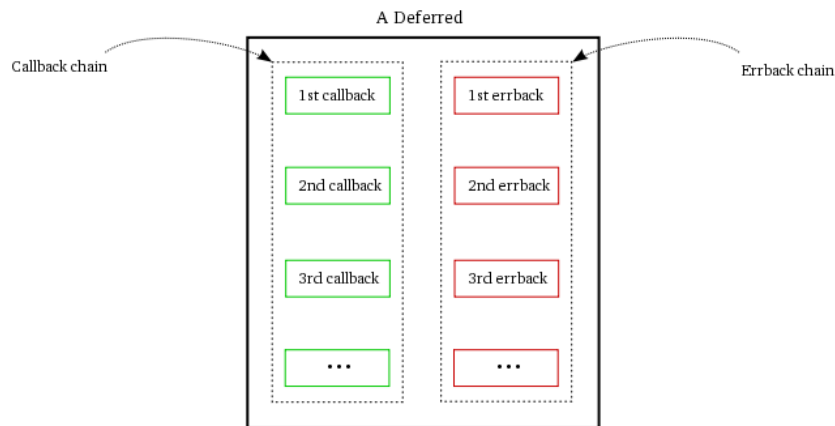 A Deferred
Callback chain
Errback chain
1st callback
1st errback
2nd callback
2nd errback
3rd callback
3rd errback
...
...